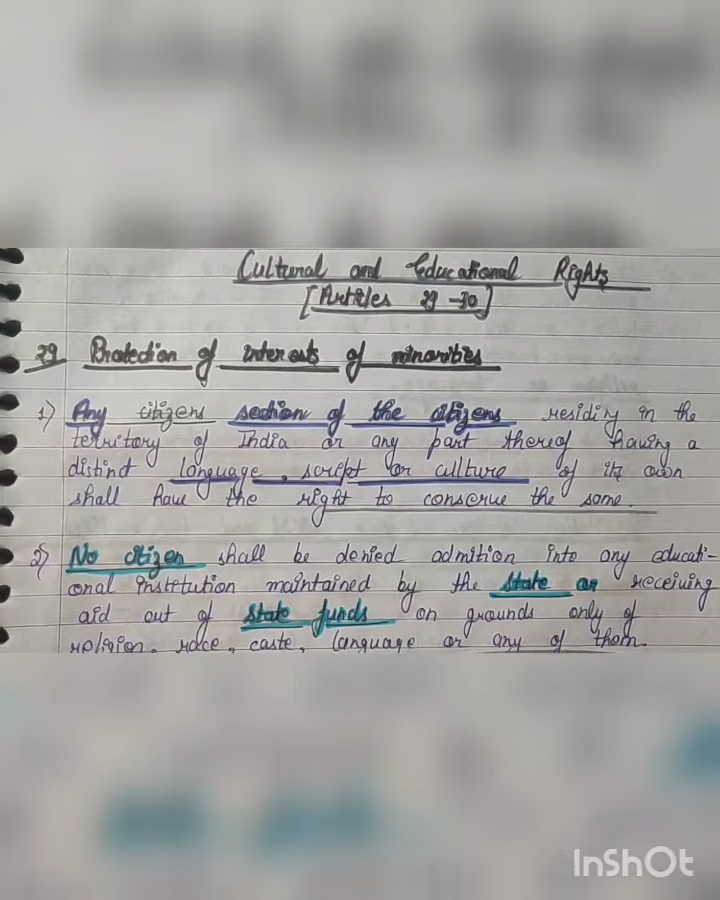 Cultural and Educational Rights
[Articles 29-30]
29 Protection of interests of minorities
1) Any citizens section of the citizens residing in the
territory of India or any part thereof having a
distinct language, script or culture of its own
shall have the right to conserve the same.
2) No citizen shall be denied admition into any educati-
onal institution maintained by the state or receiving
aid out of state funds on grounds only of
religion, race, caste, language or any of them.
InShOt